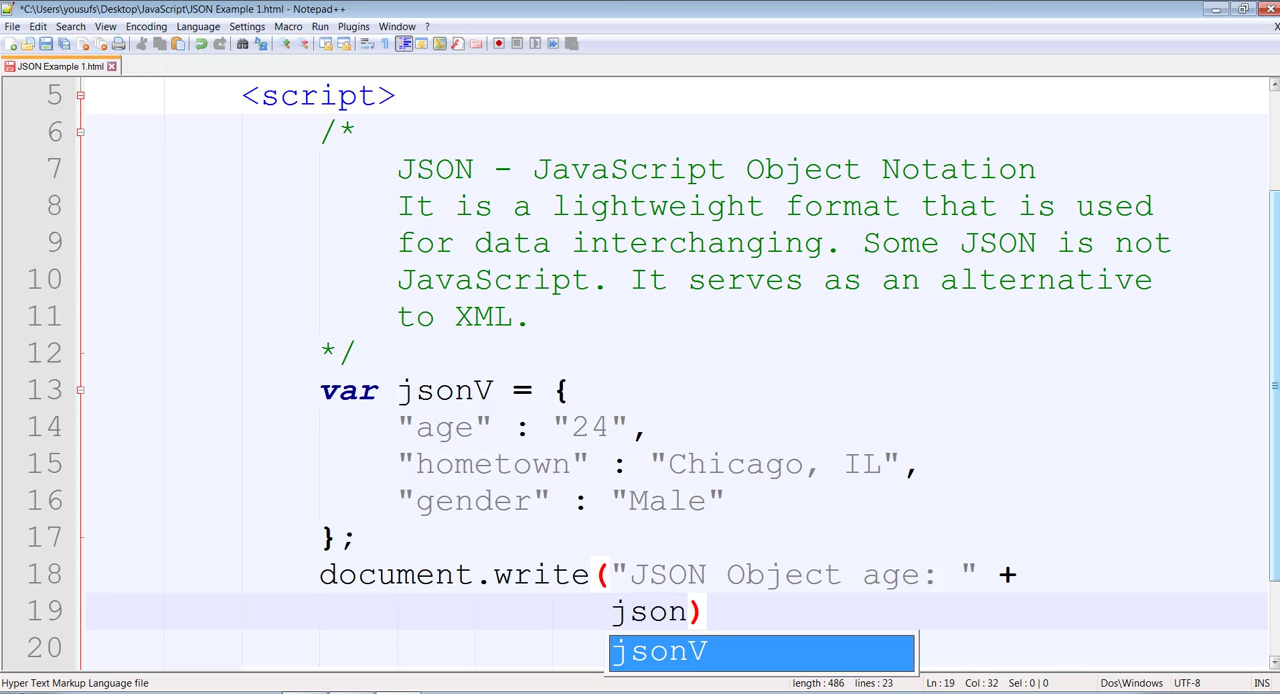 *C:\Users\yousufs\Desktop\JavaScript\JSON Example 1.html - Notepad++
File Edit Search View Encoding Language Settings Macro Run Plugins Window ?
X
JSON Example 1.html
5 <script>
6 /*
7 JSON - JavaScript Object Notation
8 It is a lightweight format that is used
9 for data interchanging. Some JSON is not
10 JavaScript. It serves as an alternative
11 to XML.
12 */
13 var jsonV = {
14 "age" : "24",
15 "hometown" : "Chicago, IL",
16 "gender" : "Male"
17 };
18 document.write("JSON Object age: " +
19 json)
jsonV
20
Hyper Text Markup Language file length : 486 lines : 23 Ln : 19 Col : 32 Sel : 0 | 0 Dos\Windows UTF-8 INS